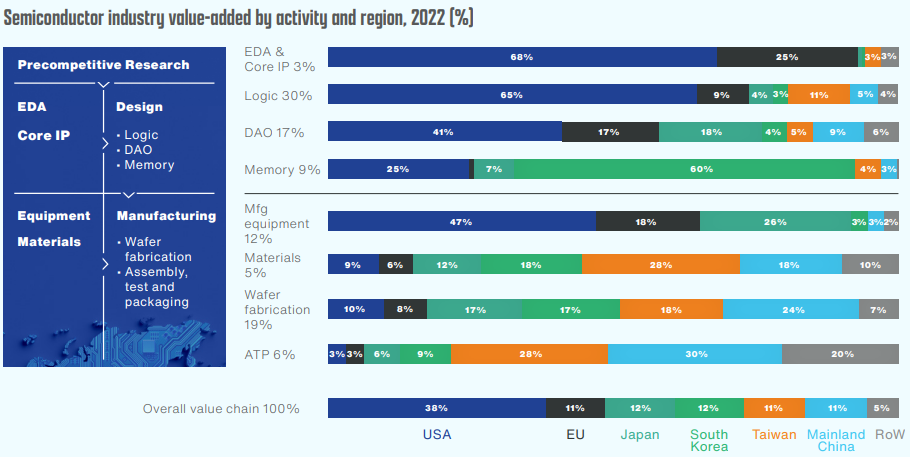 Semiconductor industry value-added by activity and region, 2022 (%)
Precompetitive Research
EDA
Core IP
Design
• Logic
• DAO
• Memory
Equipment
Materials
Manufacturing
• Wafer
fabrication
• Assembly,
test and
packaging
EDA &
Core IP 3%
68% 25% 3% 3%
Logic 30%
65% 9% 4% 3% 11% 5% 4%
DAO 17%
41% 17% 18% 4% 5% 9% 6%
Memory 9%
25% 7% 60% 4% 3%
Mfg
equipment
12%
47% 18% 26% 3% 3% 2%
Materials
5%
9% 6% 12% 18% 28% 18% 10%
Wafer
fabrication
19%
10% 8% 17% 17% 18% 24% 7%
ATP 6%
3% 3% 6% 9% 28% 30% 20%
Overall value chain 100%
38% 11% 12% 12% 11% 11% 5%
USA EU Japan South Taiwan Mainland RoW
Korea China